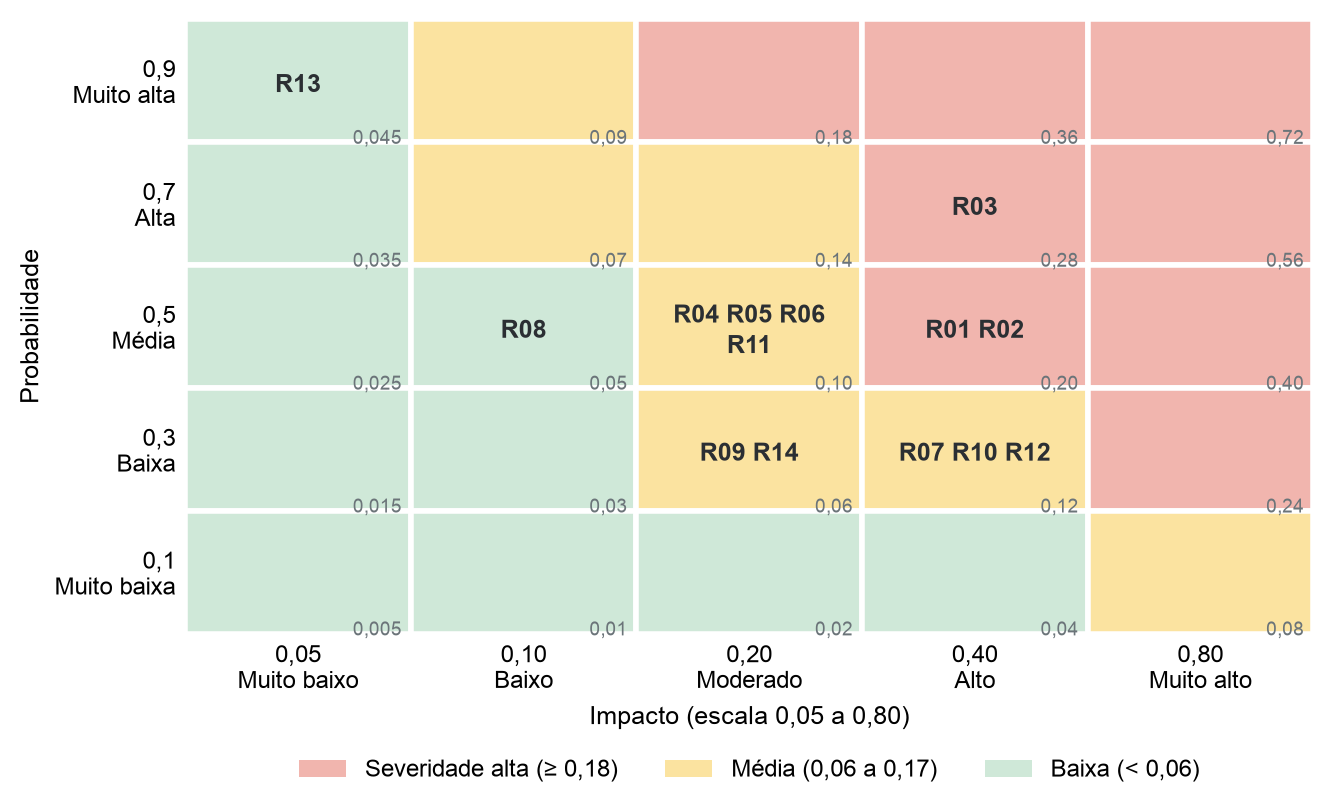 0,9
Muito alta
R13
0,045
0,09
0,18
0,36
0,72
0,7
Alta
R03
0,035
0,07
0,14
0,28
0,56
Probabilidade
0,5
Média
R08
R04 R05 R06
R11
R01 R02
0,025
0,05
0,10
0,20
0,40
0,3
Baixa
R09 R14
R07 R10 R12
0,015
0,03
0,06
0,12
0,24
0,1
Muito baixa
0,005
0,01
0,02
0,04
0,08
0,05
Muito baixo
0,10
Baixo
0,20
Moderado
0,40
Alto
0,80
Muito alto
Impacto (escala 0,05 a 0,80)
Severidade alta (≥ 0,18)
Média (0,06 a 0,17)
Baixa (< 0,06)